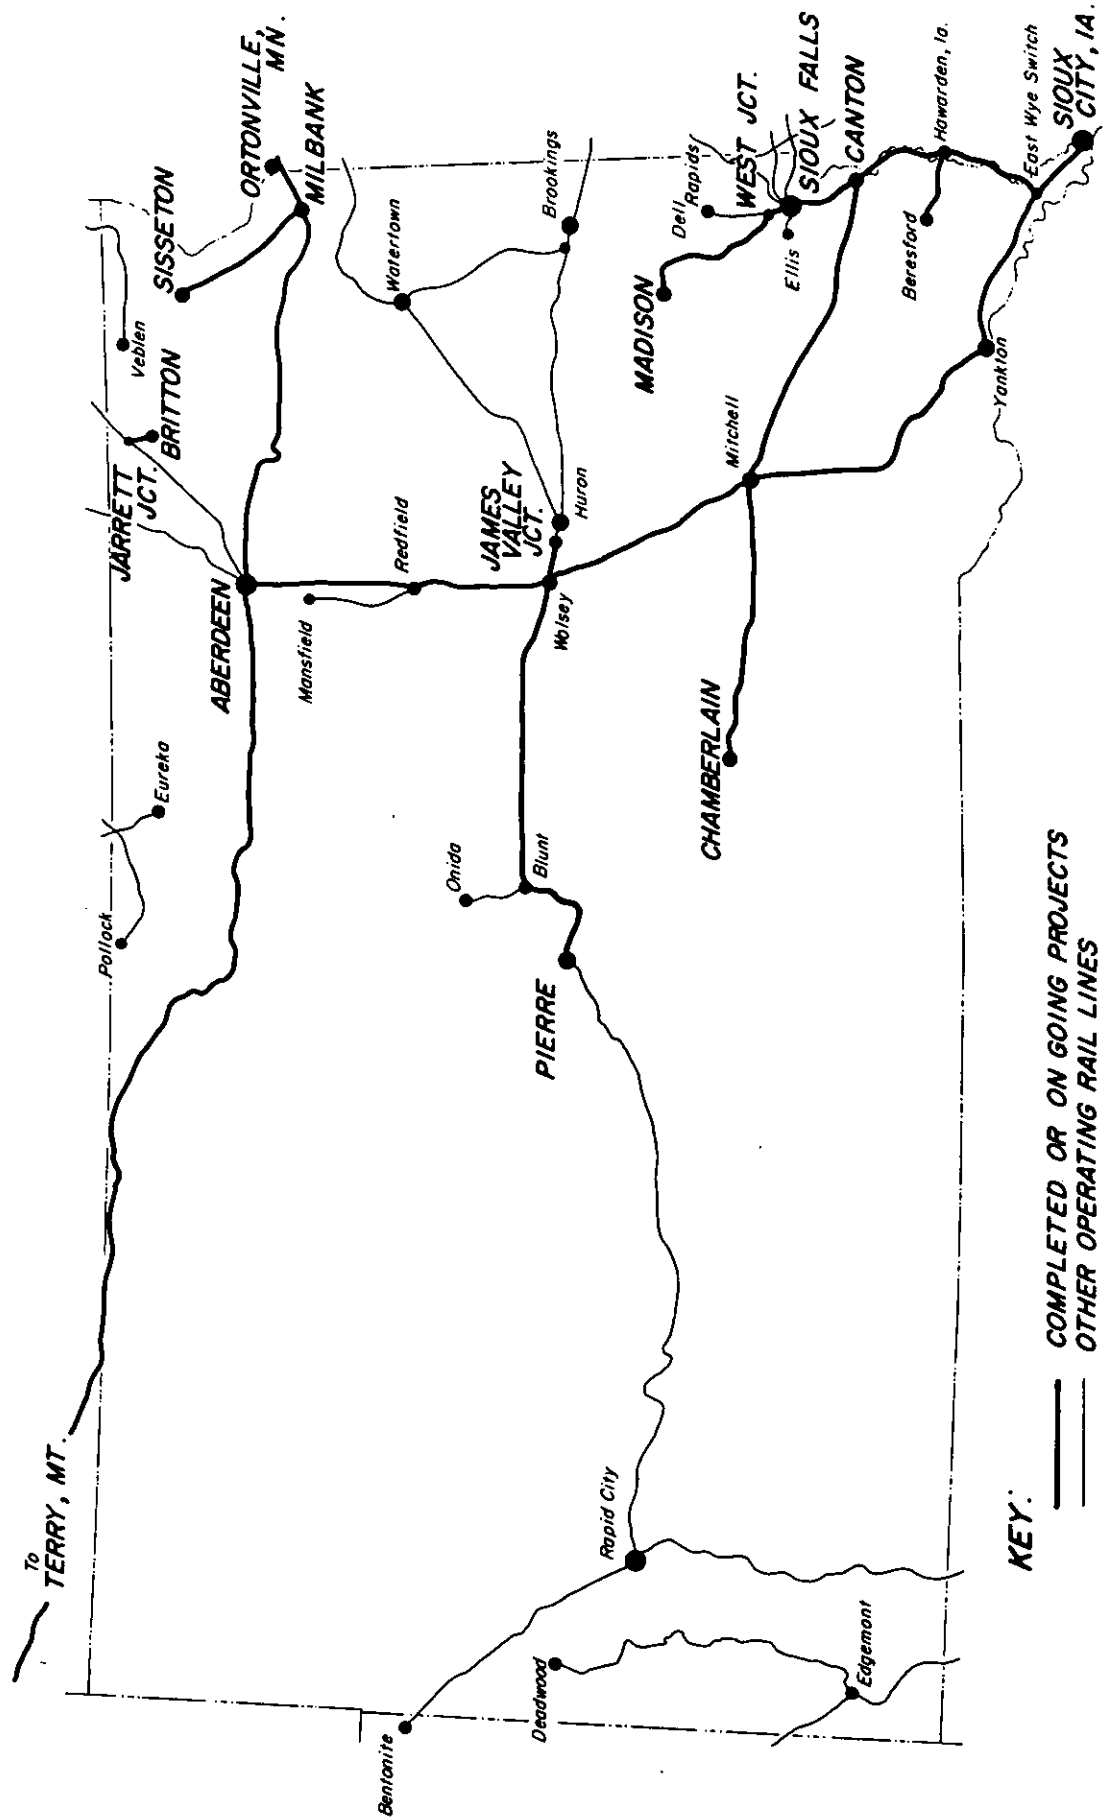 To
TERRY, MT.
Pollock
Eureka
JARRETT
JCT.
BRITTON
Veblen
SISSETON
ORTONVILLE,
MN.
MILBANK
ABERDEEN
Mansfield
Redfield
Watertown
Brookings
Onida
Blunt
PIERRE
Wolsey
JAMES
VALLEY
JCT.
Huron
Bentonite
Deadwood
Rapid City
Edgemont
CHAMBERLAIN
Mitchell
MADISON
Dell
Rapids
WEST JCT.
SIOUX FALLS
Ellis
CANTON
Beresford
Hawarden, Ia.
Yankton
East Wye Switch
SIOUX
CITY, IA.
KEY:
COMPLETED OR ON GOING PROJECTS
OTHER OPERATING RAIL LINES